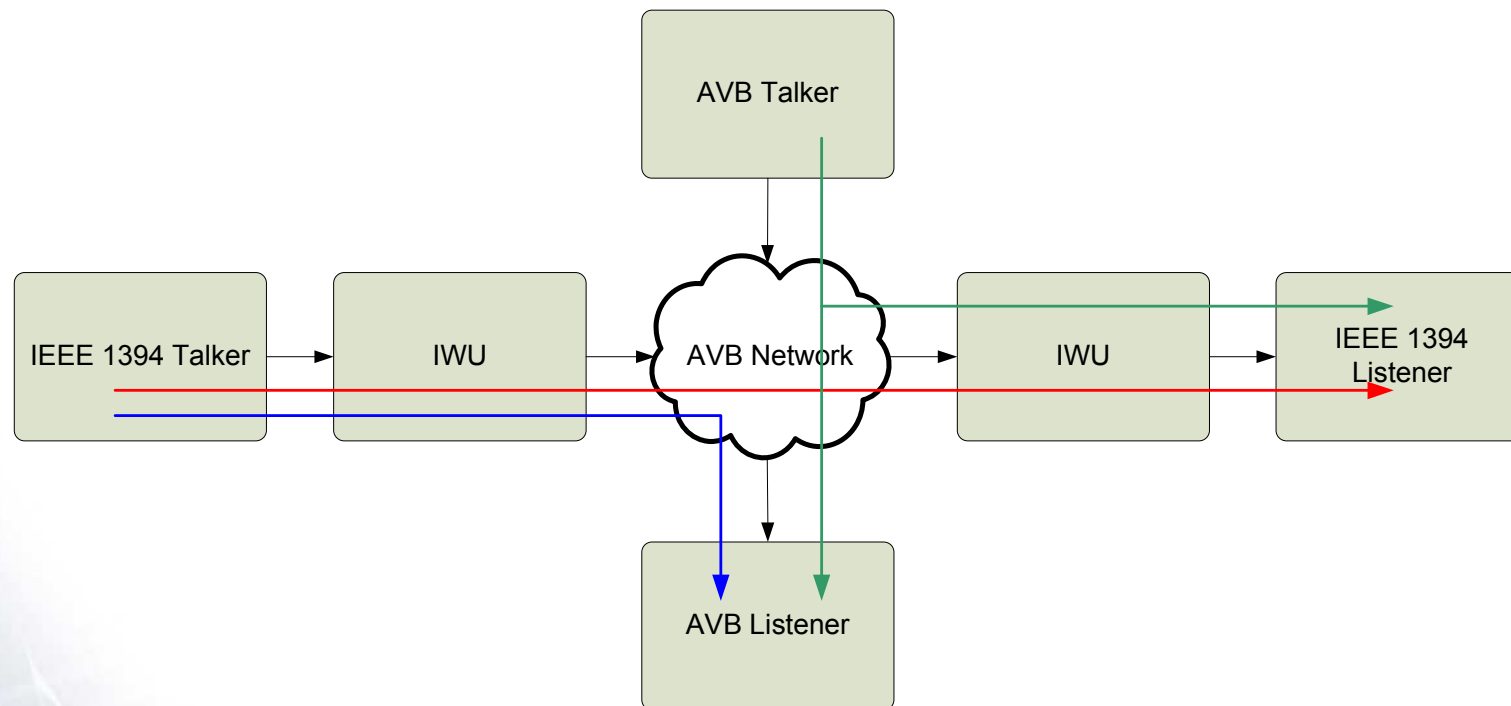 AVB Talker
IEEE 1394 Talker
IWU
AVB Network
IWU
IEEE 1394
Listener
AVB Listener